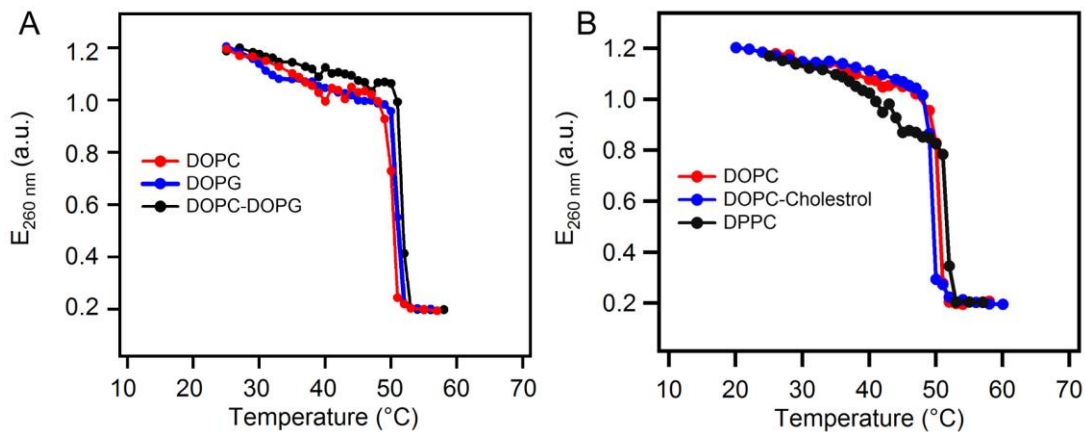 A
1.2
1.0
0.8
0.6
0.4
0.2
E260 nm (a.u.)
DOPC
DOPG
DOPC-DOPG
10 20 30 40 50 60 70
Temperature (°C)
B
1.2
1.0
0.8
0.6
0.4
0.2
E260 nm (a.u.)
DOPC
DOPC-Cholestrol
DPPC
10 20 30 40 50 60 70
Temperature (°C)